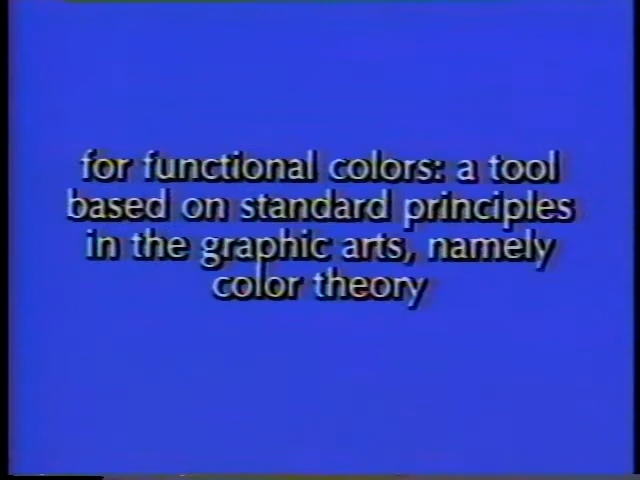 for functional colors: a tool
based on standard principles
in the graphic arts, namely
color theory